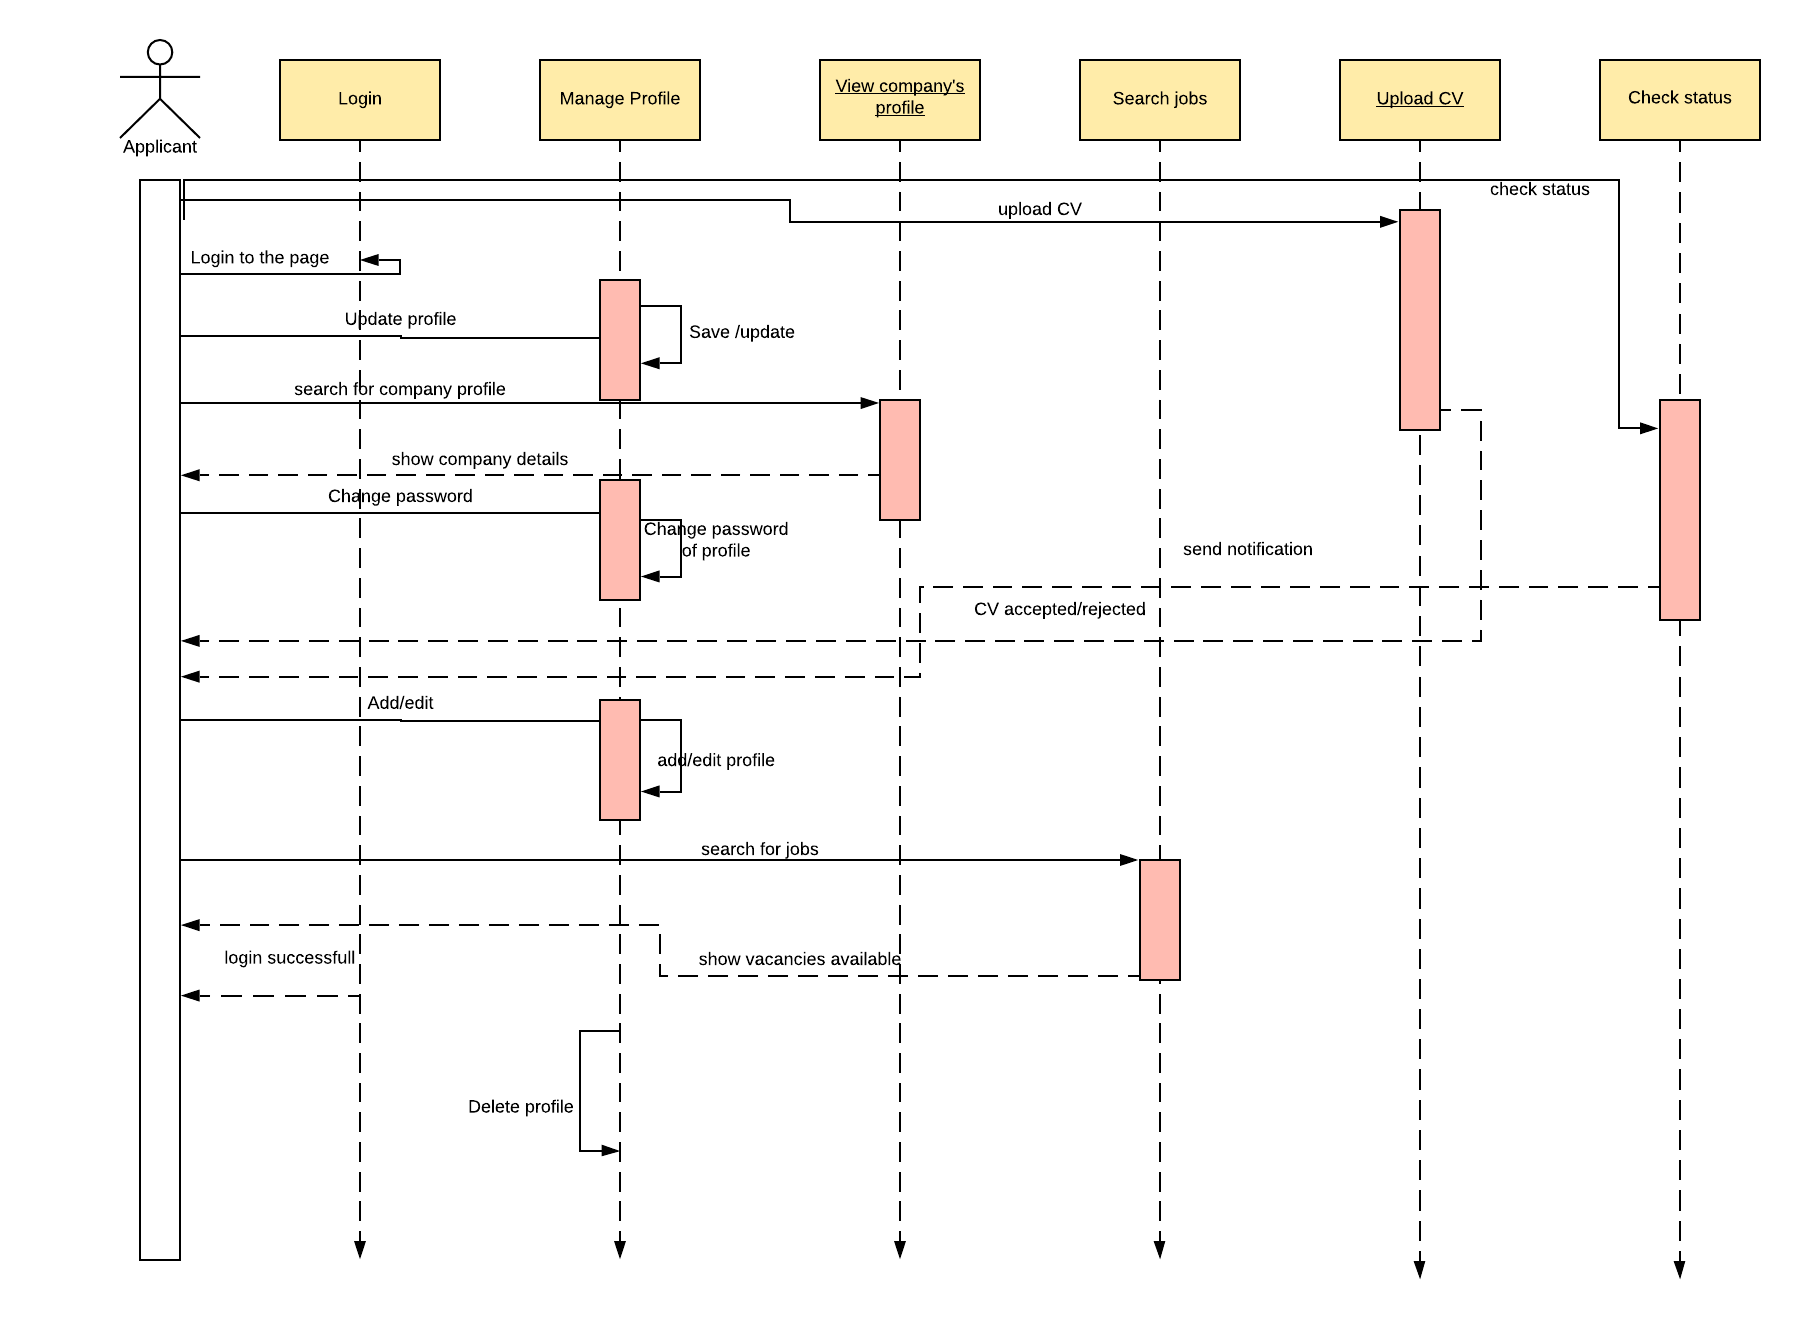 Applicant
Login
Manage Profile
View company's
profile
Search jobs
Upload CV
Check status
check status
upload CV
Login to the page
Update profile
Save /update
search for company profile
show company details
Change password
Change password
of profile
send notification
CV accepted/rejected
Add/edit
add/edit profile
search for jobs
login successfull
show vacancies available
Delete profile